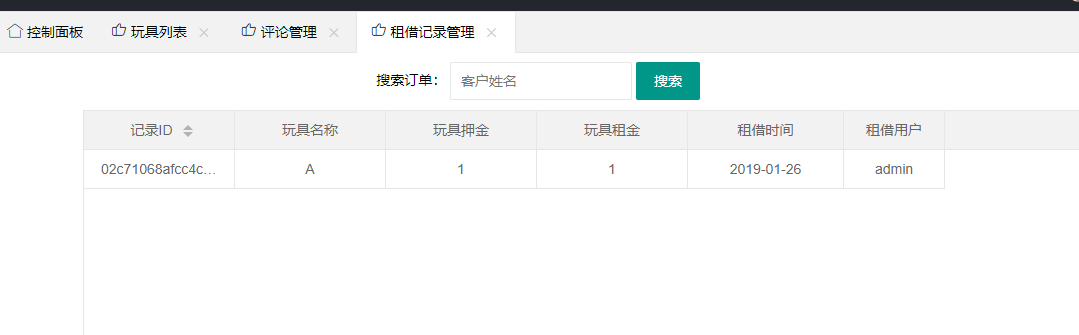 控制面板 玩具列表 评论管理 租借记录管理
搜索订单： 客户姓名 搜索
记录ID 玩具名称 玩具押金 玩具租金 租借时间 租借用户
02c71068afcc4c... A 1 1 2019-01-26 admin